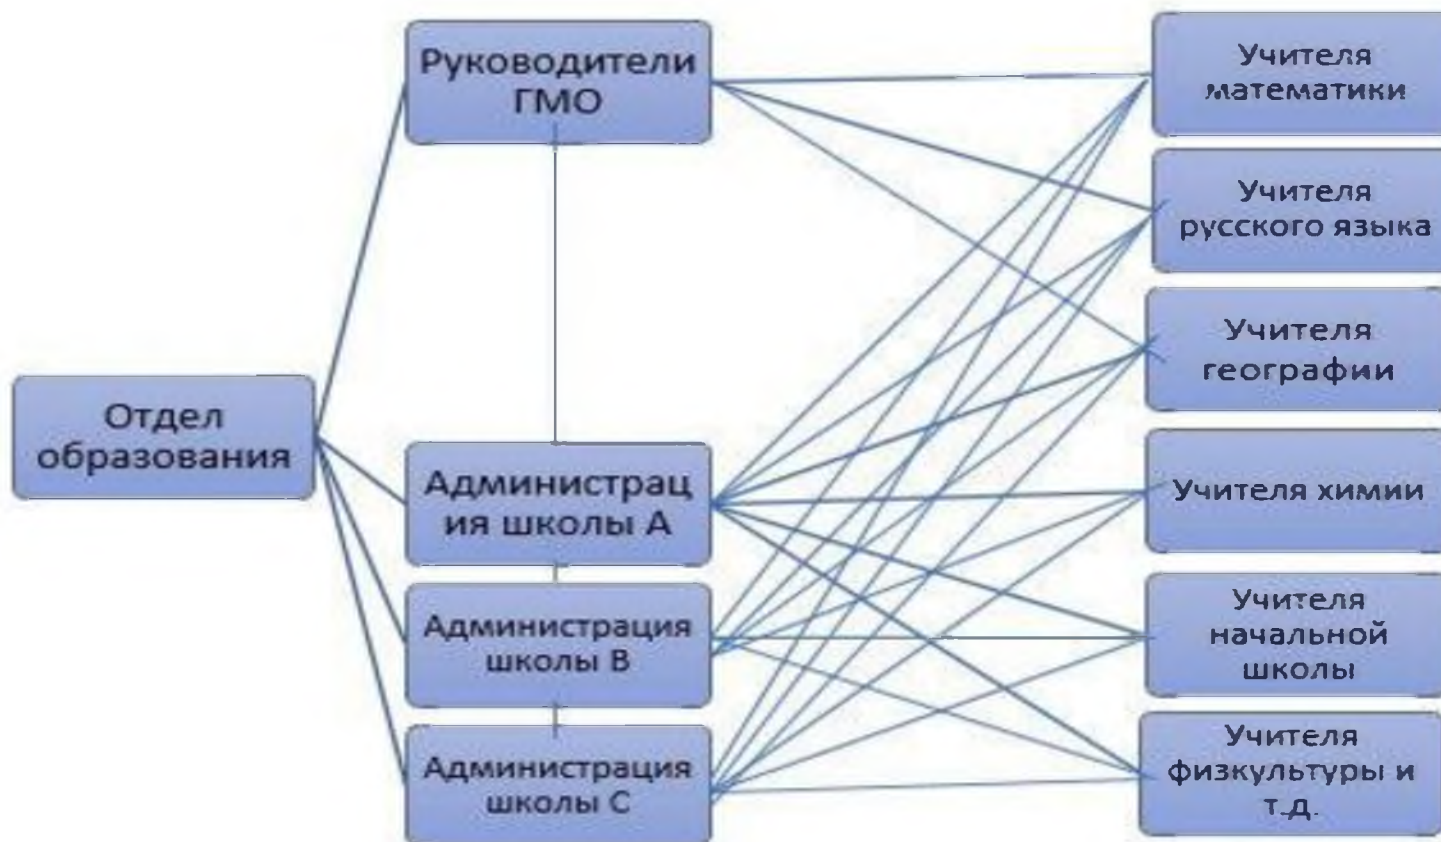 Руководители
ГМО
Отдел
образования
Администрац
ия школы А
Администрация
школы В
Администрация
школы С
Учителя
математики
Учителя
русского языка
Учителя
географии
Учителя химии
Учителя
начальной
школы
Учителя
физкультуры и
т.д.